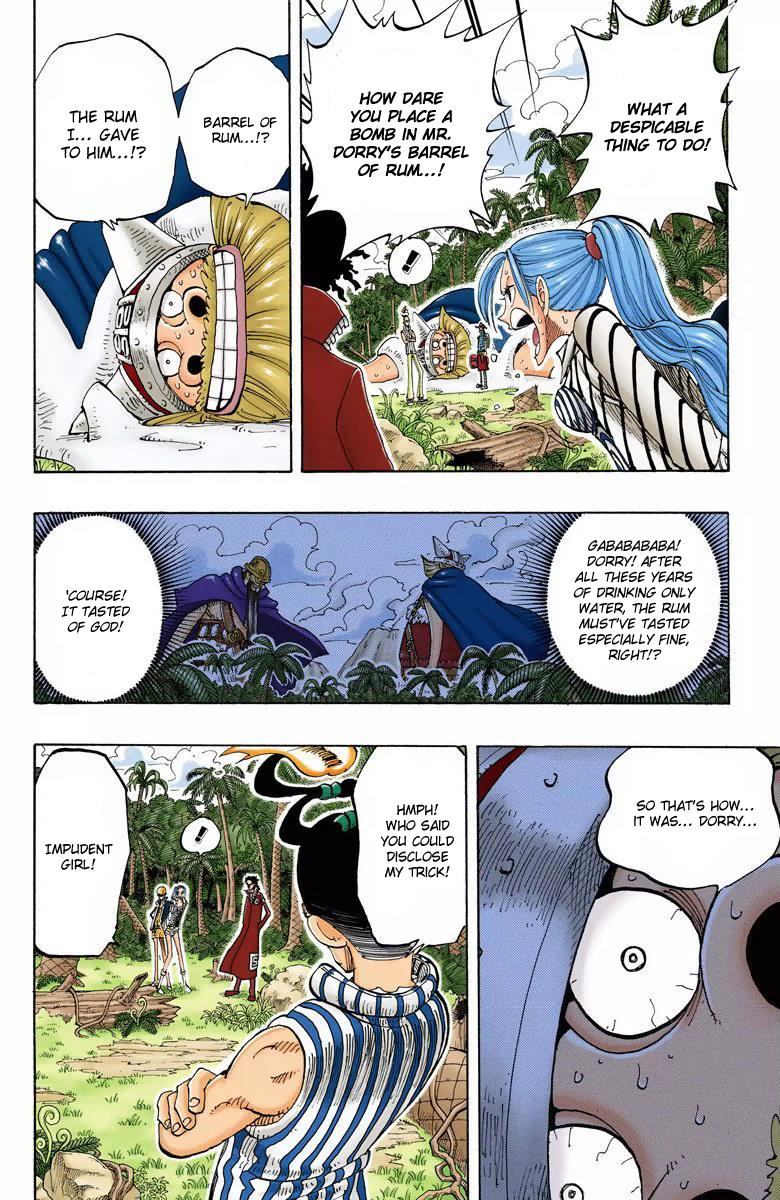 WHAT A
DESPICABLE
THING TO DO!
HOW DARE
YOU PLACE A
BOMB IN MR.
DORRY'S BARREL
OF RUM...!
!
BARREL OF
RUM...!?
THE RUM
I... GAVE
TO HIM...!?
GABABABABA!
DORRY! AFTER
ALL THESE YEARS
OF DRINKING ONLY
WATER, THE RUM
MUST'VE TASTED
ESPECIALLY FINE,
RIGHT!?
'COURSE!
IT TASTED
OF GOD!
SO THAT'S HOW...
IT WAS... DORRY...
HMPH!
WHO SAID
YOU COULD
DISCLOSE
MY TRICK!
!
IMPUDENT
GIRL!